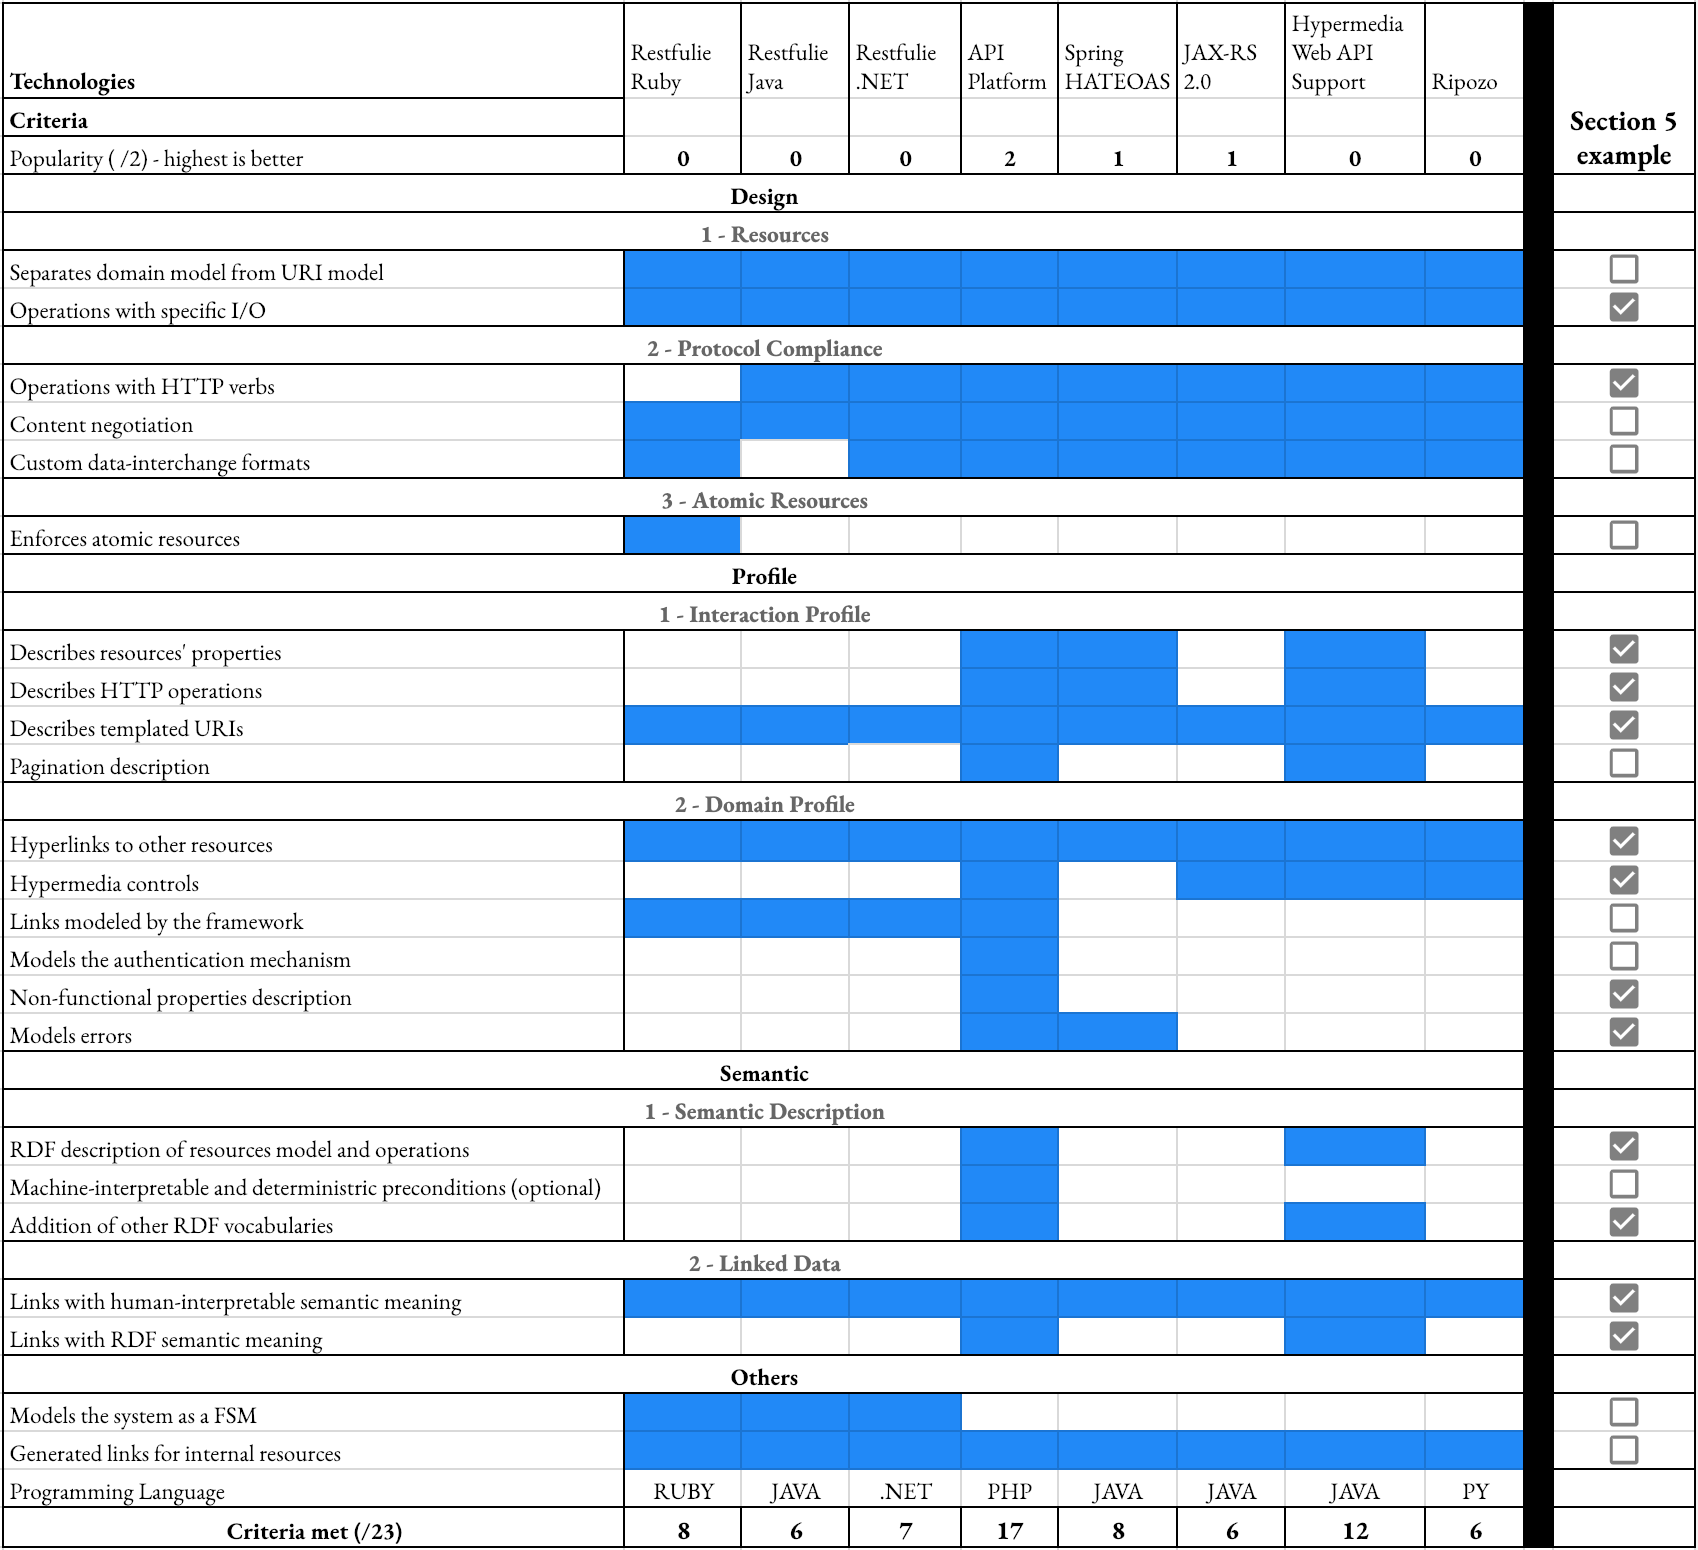 Technologies Restfulie Ruby Restfulie Java Restfulie .NET API Platform Spring HATEOAS JAX-RS 2.0 Hypermedia Web API Support Ripozo Section 5 example
Criteria
Popularity ( /2) - highest is better 0 0 0 2 1 1 0 0
Design
1 - Resources
Separates domain model from URI model
Operations with specific I/O
2 - Protocol Compliance
Operations with HTTP verbs
Content negotiation
Custom data-interchange formats
3 - Atomic Resources
Enforces atomic resources
Profile
1 - Interaction Profile
Describes resources' properties
Describes HTTP operations
Describes templated URIs
Pagination description
2 - Domain Profile
Hyperlinks to other resources
Hypermedia controls
Links modeled by the framework
Models the authentication mechanism
Non-functional properties description
Models errors
Semantic
1 - Semantic Description
RDF description of resources model and operations
Machine-interpretable and deterministric preconditions (optional)
Addition of other RDF vocabularies
2 - Linked Data
Links with human-interpretable semantic meaning
Links with RDF semantic meaning
Others
Models the system as a FSM
Generated links for internal resources
Programming Language RUBY JAVA .NET PHP JAVA JAVA JAVA PY
Criteria met (/23) 8 6 7 17 8 6 12 6